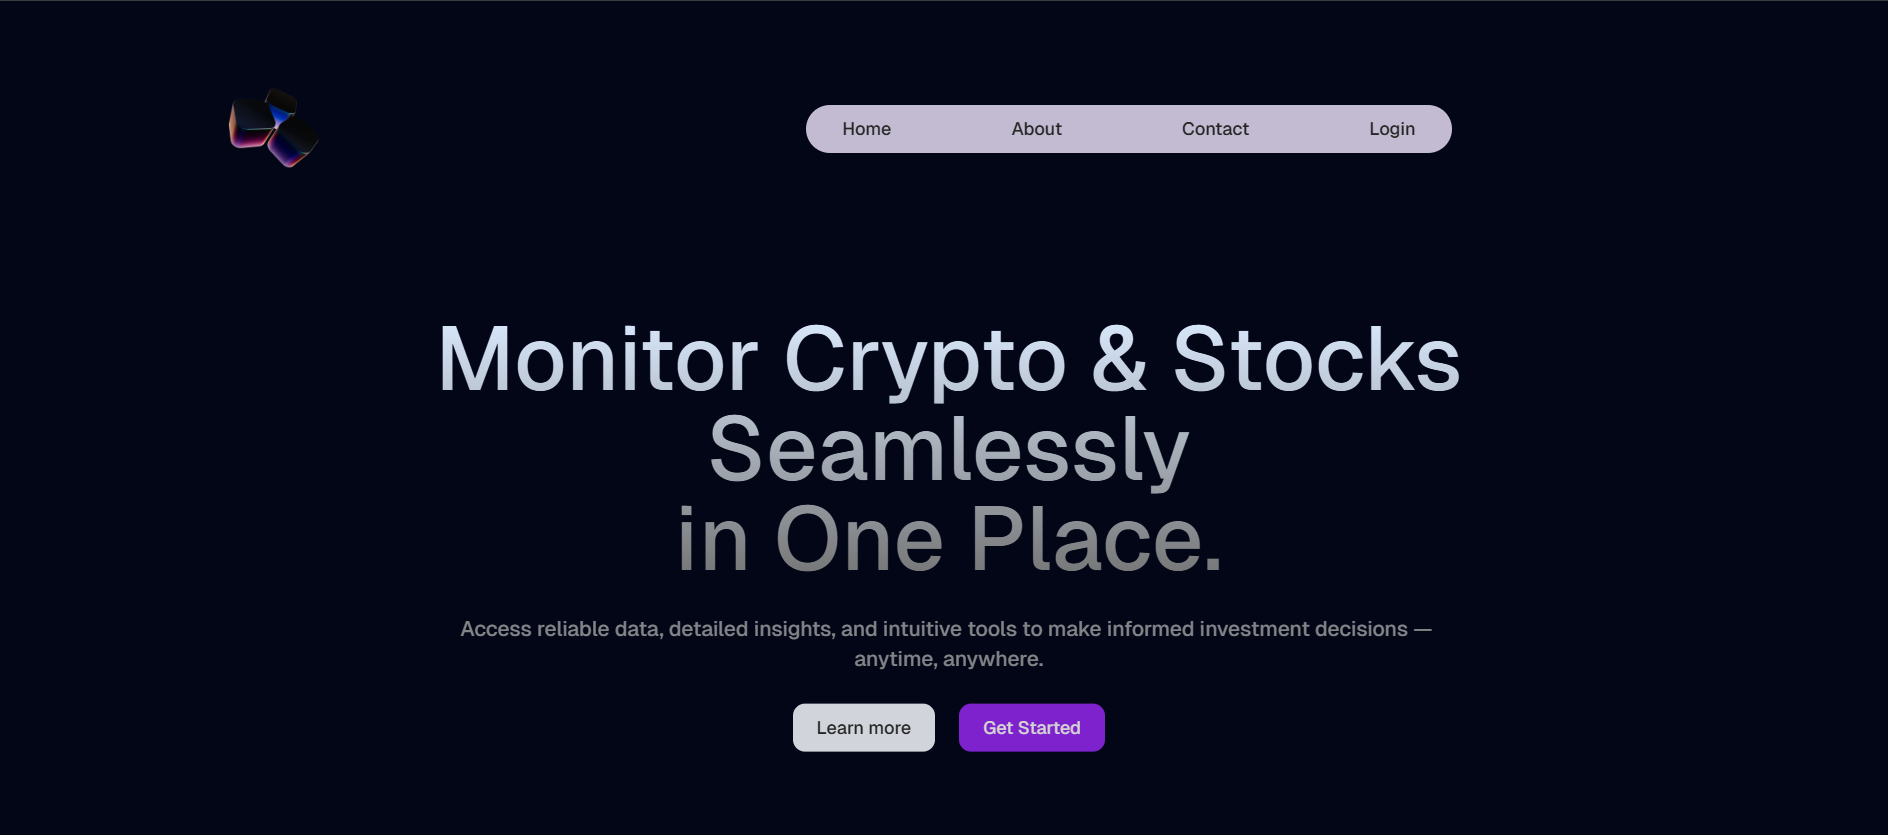 Home About Contact Login
Monitor Crypto & Stocks
Seamlessly
in One Place.
Access reliable data, detailed insights, and intuitive tools to make informed investment decisions —
anytime, anywhere.
Learn more Get Started